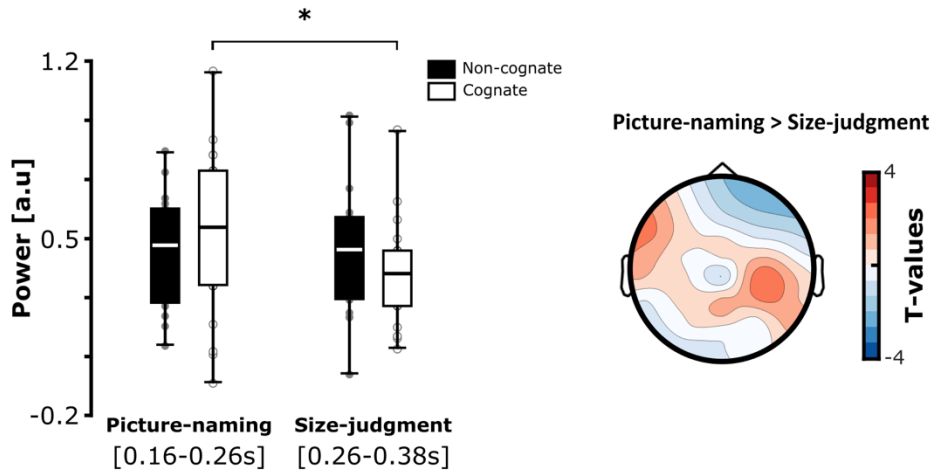 *
1.2
0.5
-0.2
Power [a.u]
Non-cognate
Cognate
Picture-naming
[0.16-0.26s]
Size-judgment
[0.26-0.38s]
Picture-naming > Size-judgment
4
-4
T-values